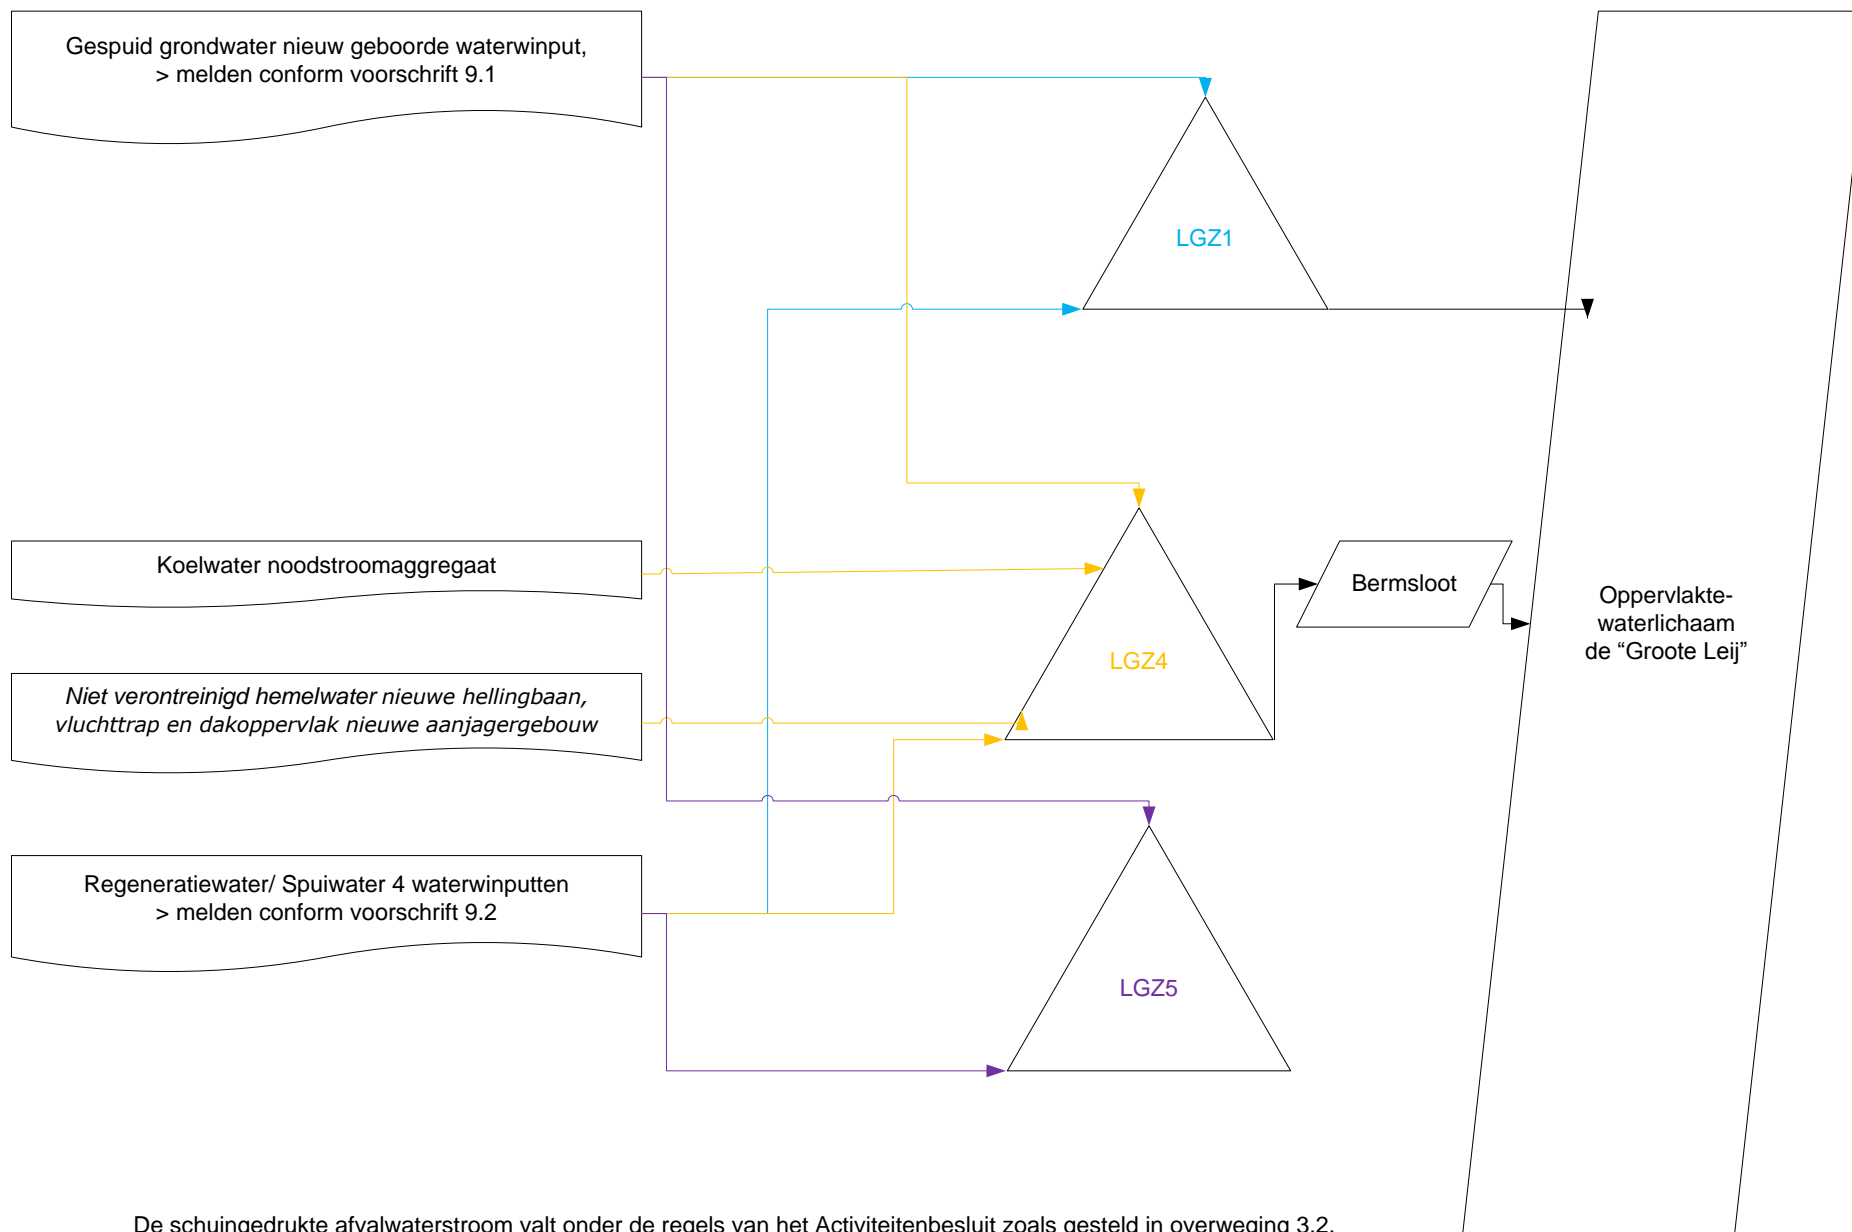 Gespuid grondwater nieuw geboorde waterwinput,
> melden conform voorschrift 9.1
LGZ1
Koelwater noodstroomaggregaat
Bermsloot
Oppervlakte-
waterlichaam
de “Groote Leij”
LGZ4
Niet verontreinigd hemelwater nieuwe hellingbaan,
vluchttrap en dakoppervlak nieuwe aanjagergebouw
Regeneratiewater/ Spuiwater 4 waterwinputten
> melden conform voorschrift 9.2
LGZ5
De schuingedrukte afvalwaterstroom valt onder de regels van het Activiteitenbesluit zoals gesteld in overweging 3.2.